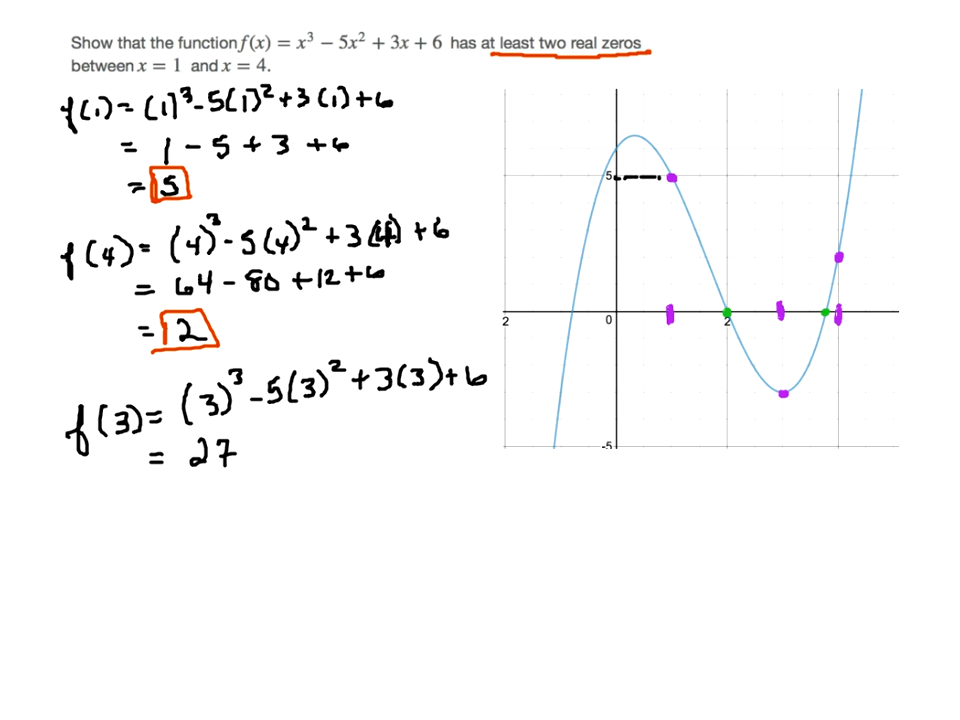 Show that the function f(x) = x³ − 5x² + 3x + 6 has at least two real zeros
between x = 1 and x = 4.
f(1) = (1)³ - 5(1)² + 3(1) + 6
= 1 - 5 + 3 + 6
= 5
f(4) = (4)³ - 5(4)² + 3(4) + 6
= 64 - 80 + 12 + 6
= 2
f(3) = (3)³ - 5(3)² + 3(3) + 6
= 27
5
2 0 2
-5